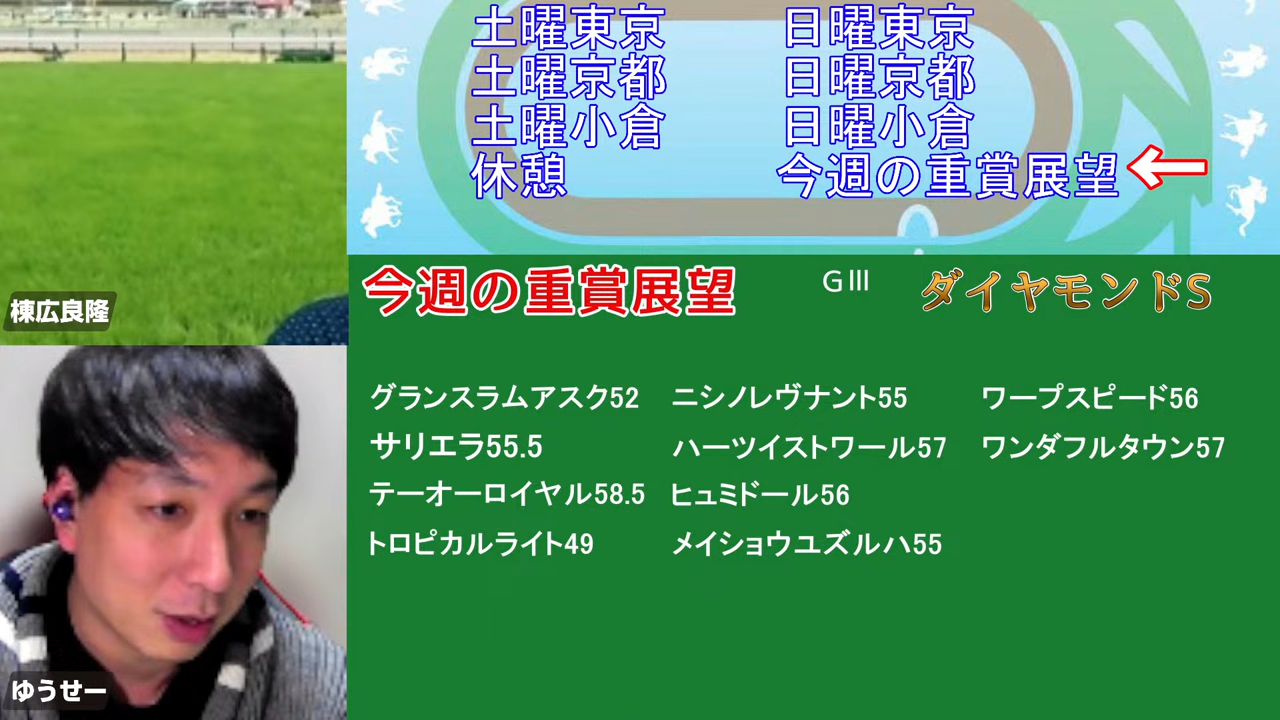 土曜東京 日曜東京
土曜京都 日曜京都
土曜小倉 日曜小倉
休憩 今週の重賞展望
今週の重賞展望 GⅢ ダイヤモンドS
グランスラムアスク52 ニシノレヴナント55 ワープスピード56
サリエラ55.5 ハーツイストワール57 ワンダフルタウン57
テーオーロイヤル58.5 ヒュミドール56
トロピカルライト49 メイショウユズルハ55
棟広良隆
ゆうせー